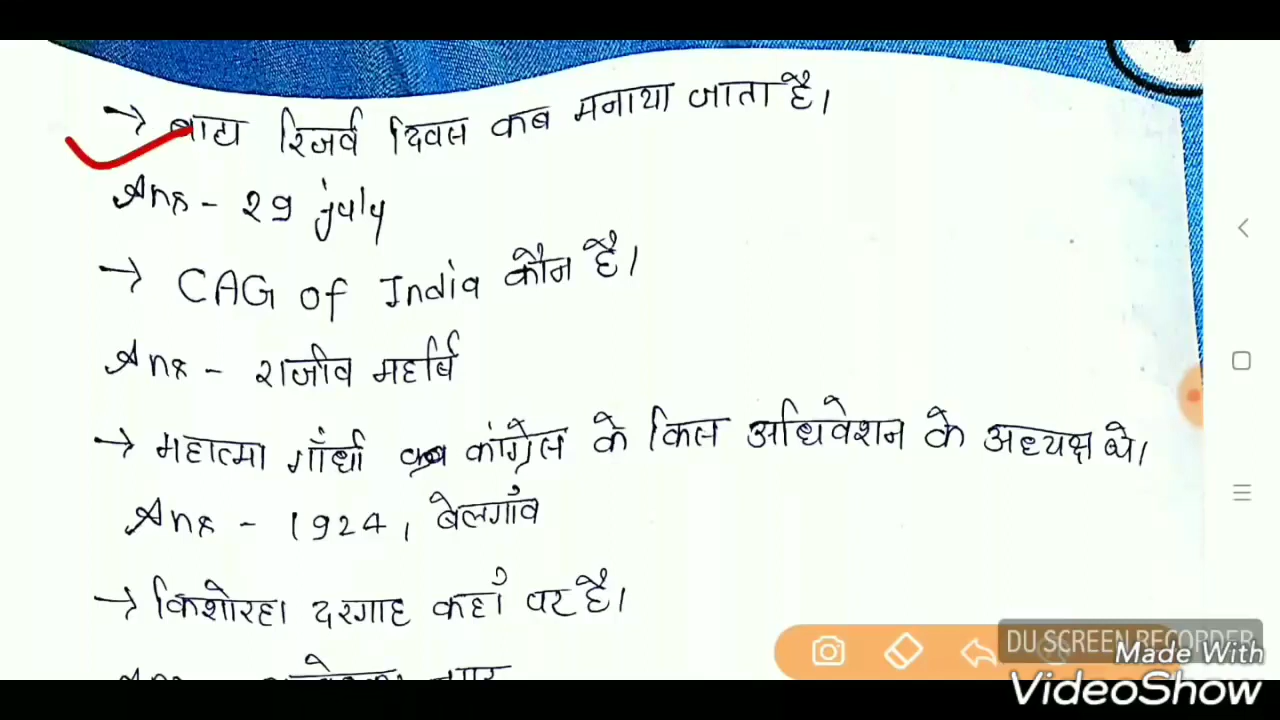 → बाघ रिजर्व दिवस कब मनाया जाता है।
Ans - 29 july
→ CAG of India कौन है।
Ans - राजीव महर्षि
→ महात्मा गाँधी कांग्रेस के किस अधिवेशन के अध्यक्ष थे।
Ans - 1924, बेलगाँव
→ किशोरहा दरगाह कहाँ पर है।
DU SCREEN RECORDER
Made With
VideoShow